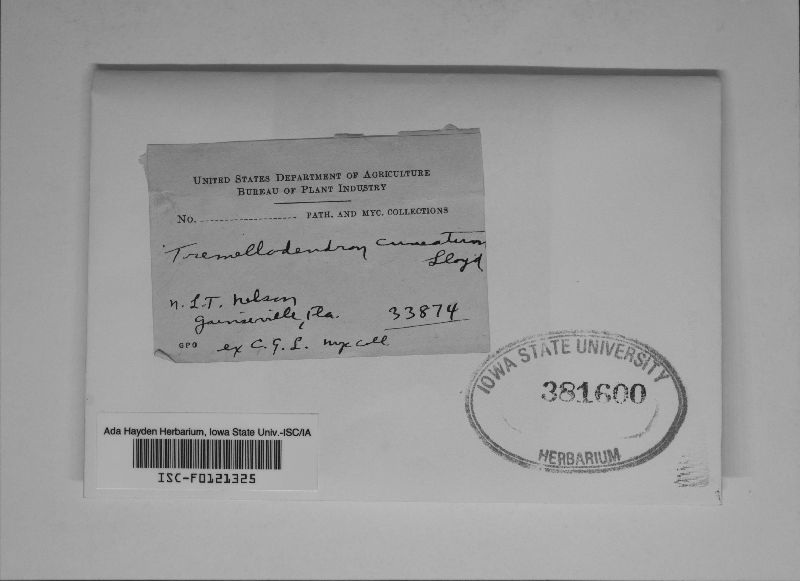 UNITED STATES DEPARTMENT OF AGRICULTURE
BUREAU OF PLANT INDUSTRY
No. PATH. AND MYC. COLLECTIONS
Tremellodendron cuneatum
Lloyd
N. L. T. Nelson
Gainseville, Fla.
33874
GPO ex C. G. L. myc coll
IOWA STATE UNIVERSITY
381600
HERBARIUM
Ada Hayden Herbarium, Iowa State Univ.-ISC/IA
ISC-F0121325